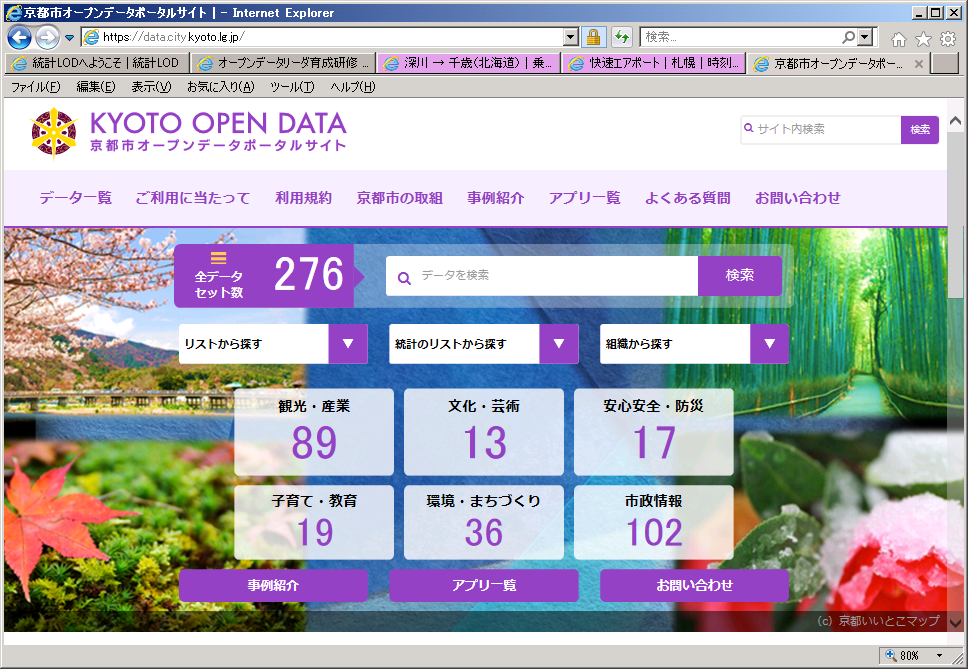 京都市オープンデータポータルサイト | - Internet Explorer
https://data.city.kyoto.lg.jp/
検索...
統計LODへようこそ | 統計LOD
オープンデータリーダ育成研修 ...
深川 → 千歳(北海道) | 乗...
快速エアポート | 札幌 | 時刻...
京都市オープンデータポー...
ファイル(F) 編集(E) 表示(V) お気に入り(A) ツール(T) ヘルプ(H)
KYOTO OPEN DATA
京都市オープンデータポータルサイト
サイト内検索
検索
データ一覧 ご利用に当たって 利用規約 京都市の取組 事例紹介 アプリ一覧 よくある質問 お問い合わせ
全データ
セット数
276
データを検索
検索
リストから探す ▼
統計のリストから探す ▼
組織から探す ▼
観光・産業
89
文化・芸術
13
安心安全・防災
17
子育て・教育
19
環境・まちづくり
36
市政情報
102
事例紹介
アプリ一覧
お問い合わせ
(c) 京都いいとこマップ
80%